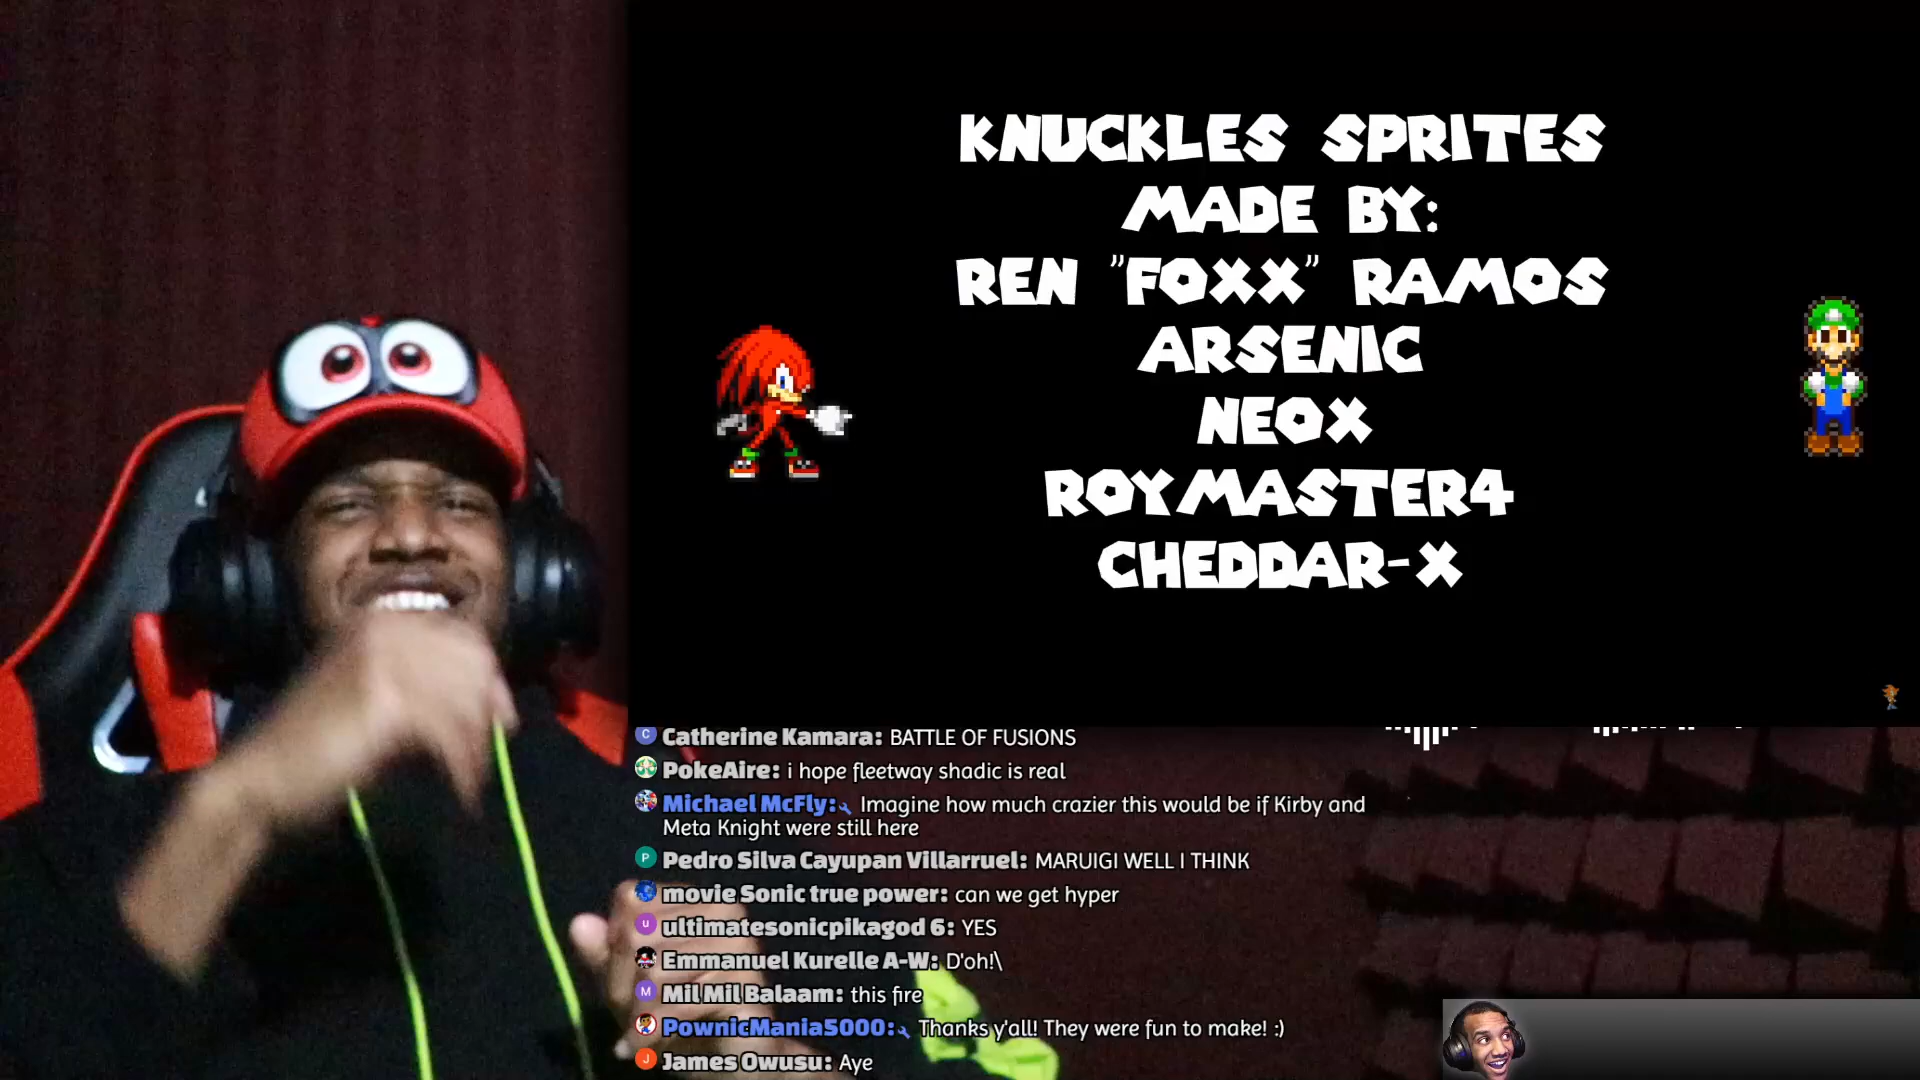 KNUCKLES SPRITES
MADE BY:
REN "FOXX" RAMOS
ARSENIC
NEOX
ROYMASTER4
CHEDDAR-X
C Catherine Kamara: BATTLE OF FUSIONS
PokeAire: i hope fleetway shadic is real
Michael McFly: Imagine how much crazier this would be if Kirby and
Meta Knight were still here
P Pedro Silva Cayupan Villarruel: MARUIGI WELL I THINK
movie Sonic true power: can we get hyper
u ultimatesonicpikagod 6: YES
Emmanuel Kurelle A-W: D'oh!\
M Mil Mil Balaam: this fire
PownicMania5000: Thanks y'all! They were fun to make! :)
J James Owusu: Aye